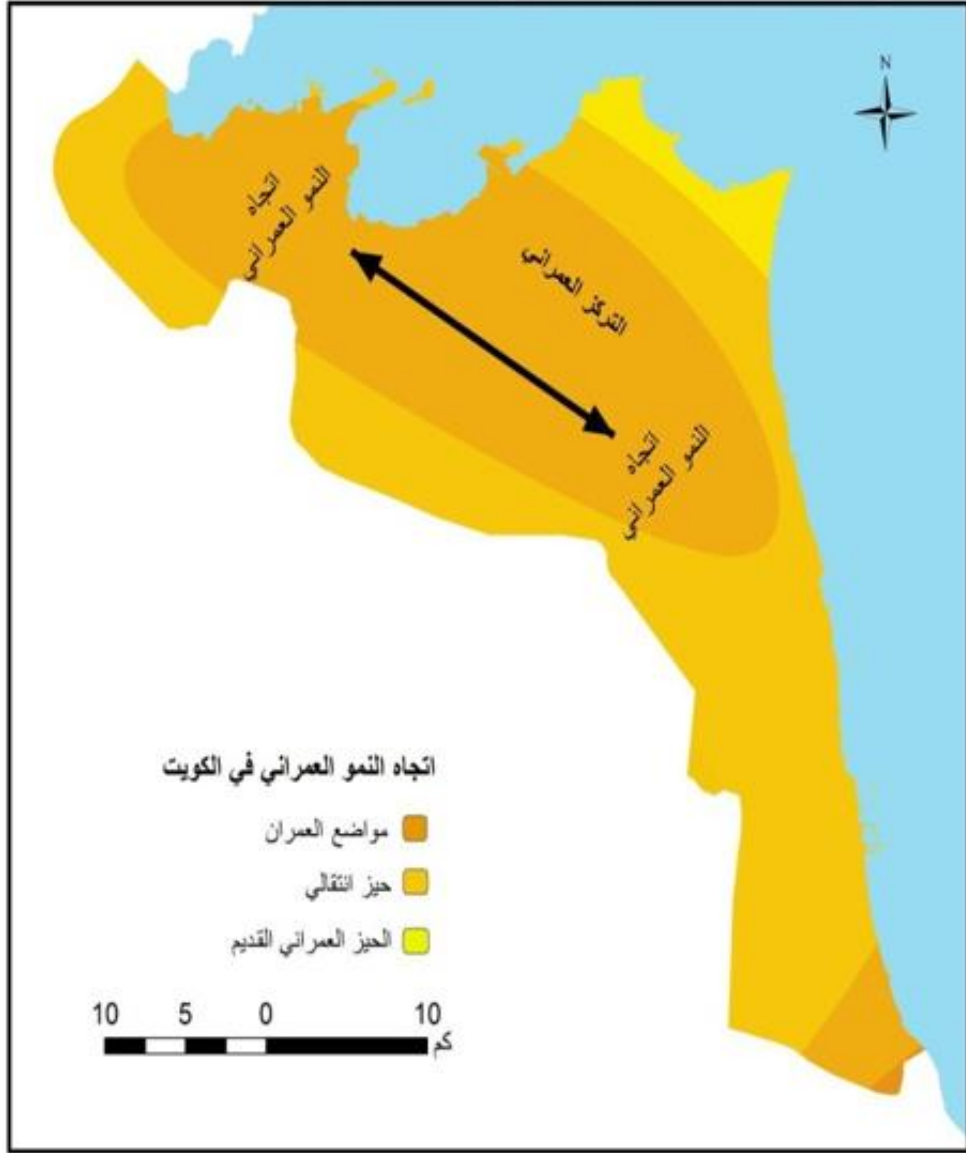 N
اتجاه
النمو العمراني
التركز العمراني
اتجاه
النمو العمراني
اتجاه النمو العمراني في الكويت
مواضع العمران
حيز انتقالي
الحيز العمراني القديم
10 5 0 10
كم